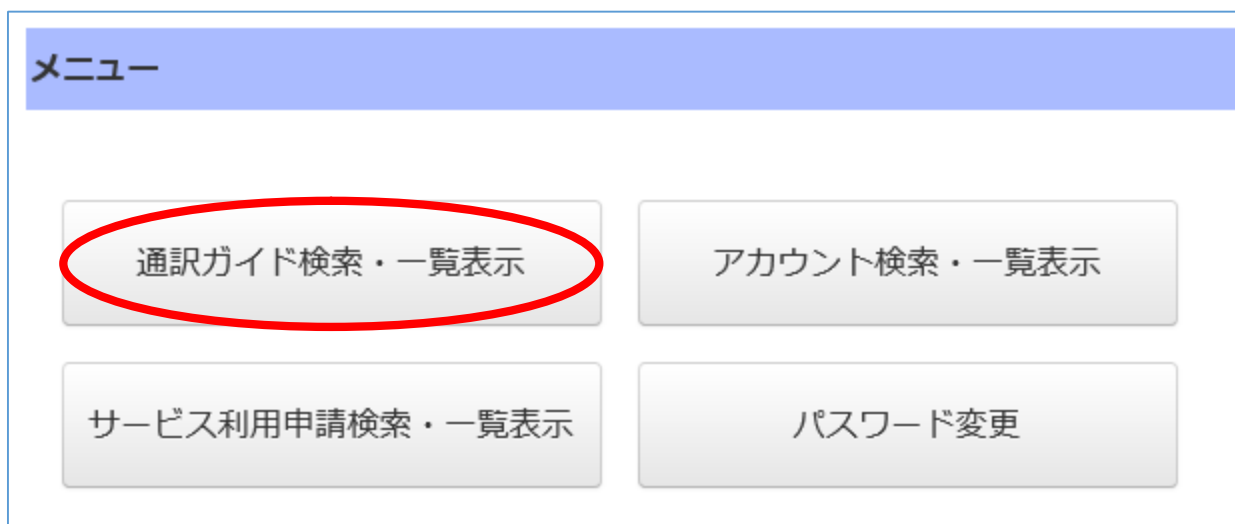 メニュー
通訳ガイド検索・一覧表示
アカウント検索・一覧表示
サービス利用申請検索・一覧表示
パスワード変更